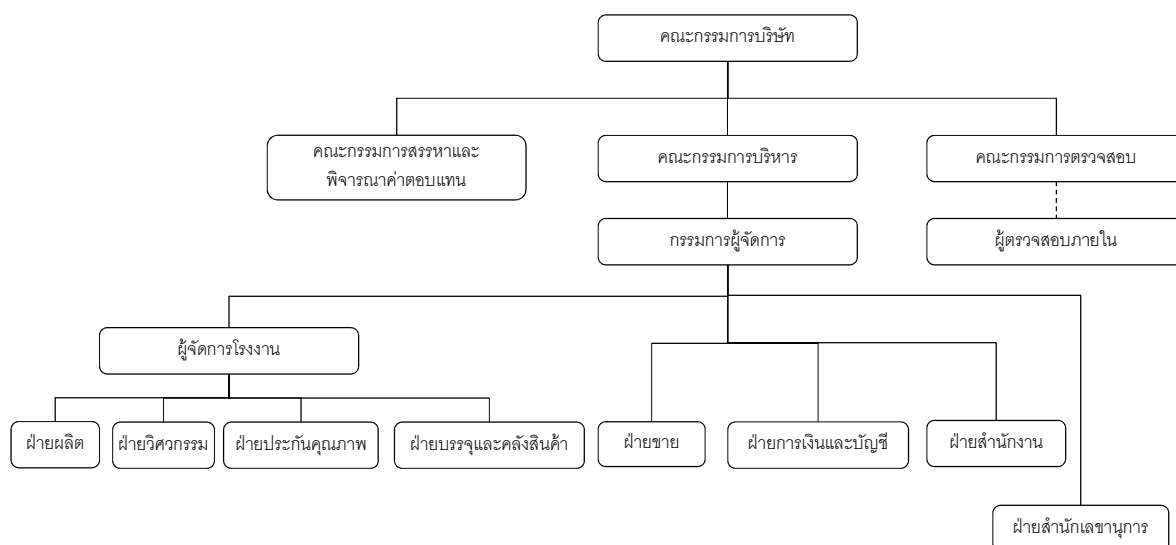 คณะกรรมการบริษัท
คณะกรรมการสรรหาและ
พิจารณาค่าตอบแทน
คณะกรรมการบริหาร
คณะกรรมการตรวจสอบ
กรรมการผู้จัดการ
ผู้ตรวจสอบภายใน
ผู้จัดการโรงงาน
ฝ่ายผลิต
ฝ่ายวิศวกรรม
ฝ่ายประกันคุณภาพ
ฝ่ายบรรจุและคลังสินค้า
ฝ่ายขาย
ฝ่ายการเงินและบัญชี
ฝ่ายสำนักงาน
ฝ่ายสำนักเลขานุการ